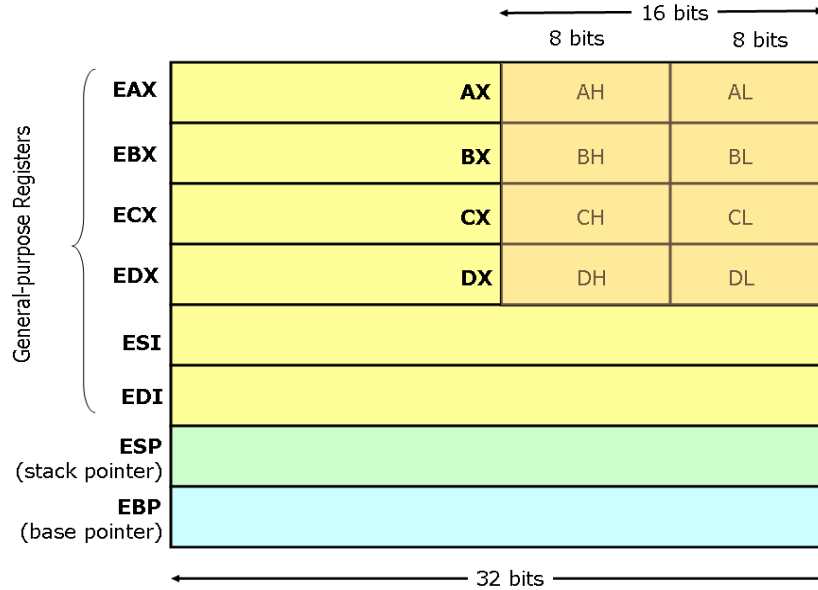 16 bits
8 bits 8 bits
General-purpose Registers
EAX AX AH AL
EBX BX BH BL
ECX CX CH CL
EDX DX DH DL
ESI
EDI
ESP
(stack pointer)
EBP
(base pointer)
32 bits